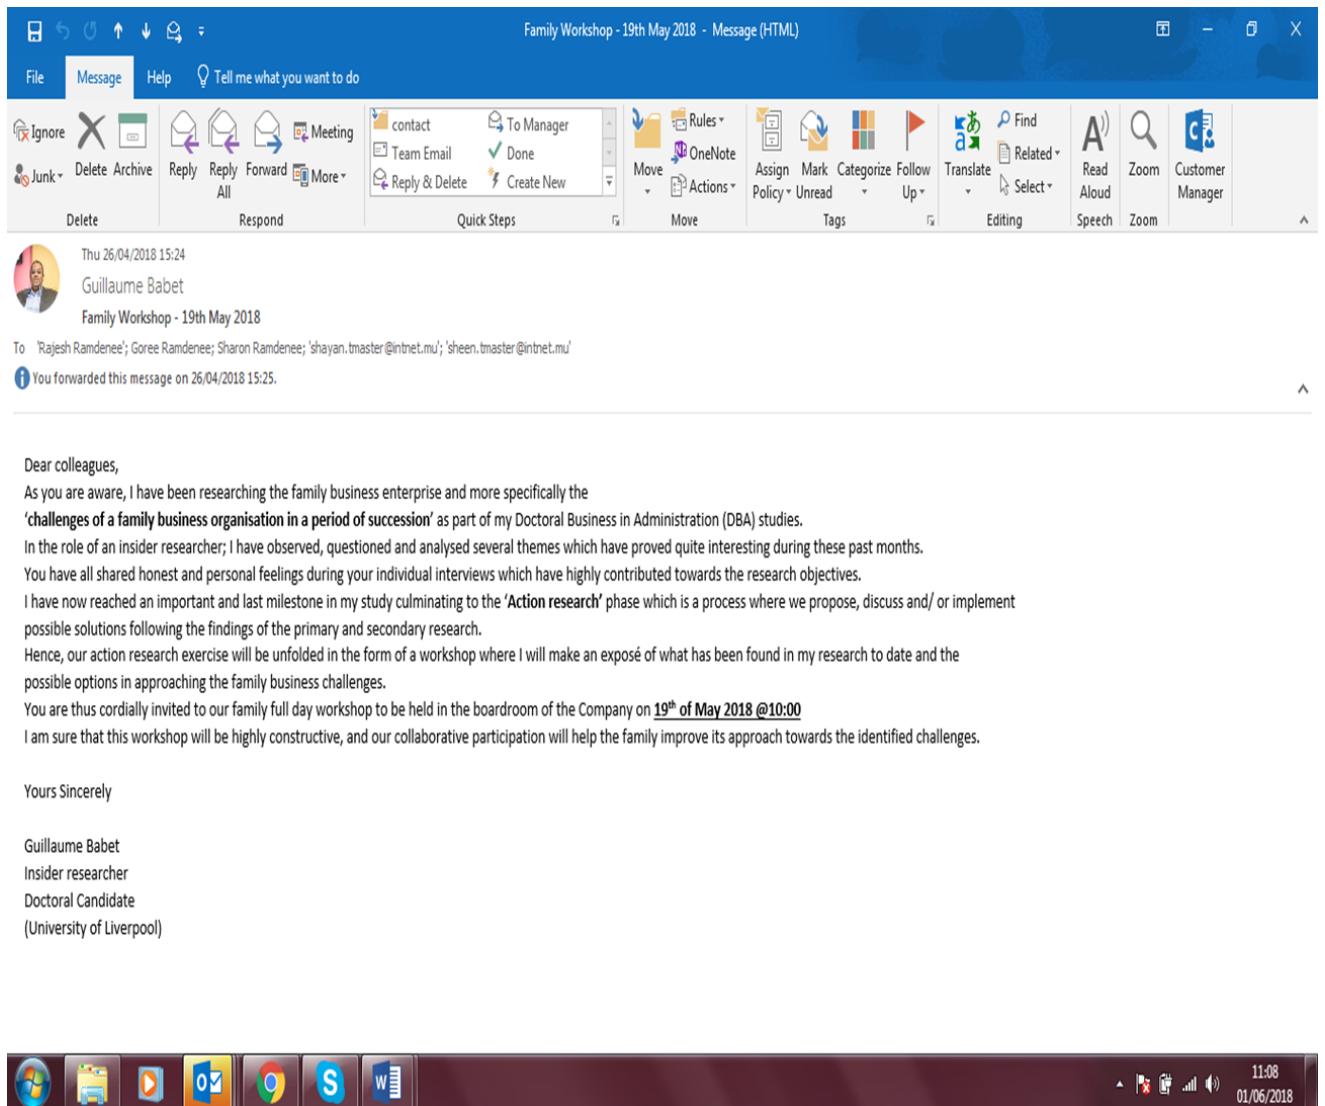 Family Workshop - 19th May 2018 - Message (HTML)
File Message Help Tell me what you want to do
Ignore
Junk
Delete
Archive
Delete
Reply
Reply All
Forward
Meeting
More
Respond
contact
To Manager
Team Email
Done
Reply & Delete
Create New
Quick Steps
Move
Rules
OneNote
Actions
Move
Assign Policy
Mark Unread
Categorize
Follow Up
Tags
Translate
Find
Related
Select
Editing
Read Aloud
Speech
Zoom
Zoom
Customer Manager
Thu 26/04/2018 15:24
Guillaume Babet
Family Workshop - 19th May 2018
To 'Rajesh Ramdenee'; Goree Ramdenee; Sharon Ramdenee; 'shayan.tmaster@intnet.mu'; 'sheen.tmaster@intnet.mu'
You forwarded this message on 26/04/2018 15:25.
Dear colleagues,
As you are aware, I have been researching the family business enterprise and more specifically the
'challenges of a family business organisation in a period of succession' as part of my Doctoral Business in Administration (DBA) studies.
In the role of an insider researcher; I have observed, questioned and analysed several themes which have proved quite interesting during these past months.
You have all shared honest and personal feelings during your individual interviews which have highly contributed towards the research objectives.
I have now reached an important and last milestone in my study culminating to the 'Action research' phase which is a process where we propose, discuss and/ or implement
possible solutions following the findings of the primary and secondary research.
Hence, our action research exercise will be unfolded in the form of a workshop where I will make an exposé of what has been found in my research to date and the
possible options in approaching the family business challenges.
You are thus cordially invited to our family full day workshop to be held in the boardroom of the Company on 19th of May 2018 @10:00
I am sure that this workshop will be highly constructive, and our collaborative participation will help the family improve its approach towards the identified challenges.
Yours Sincerely
Guillaume Babet
Insider researcher
Doctoral Candidate
(University of Liverpool)
11:08
01/06/2018